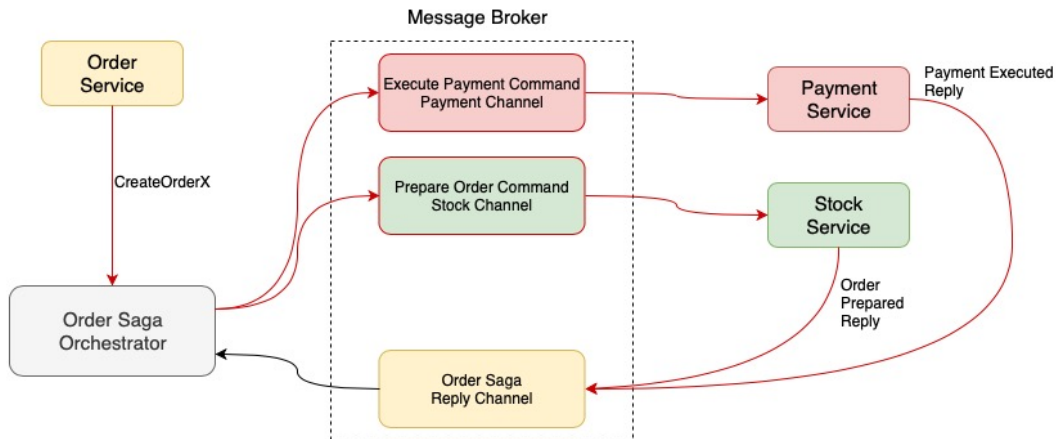 Message Broker
Order
Service
Execute Payment Command
Payment Channel
Payment
Service
Payment Executed
Reply
CreateOrderX
Prepare Order Command
Stock Channel
Stock
Service
Order
Prepared
Reply
Order Saga
Orchestrator
Order Saga
Reply Channel